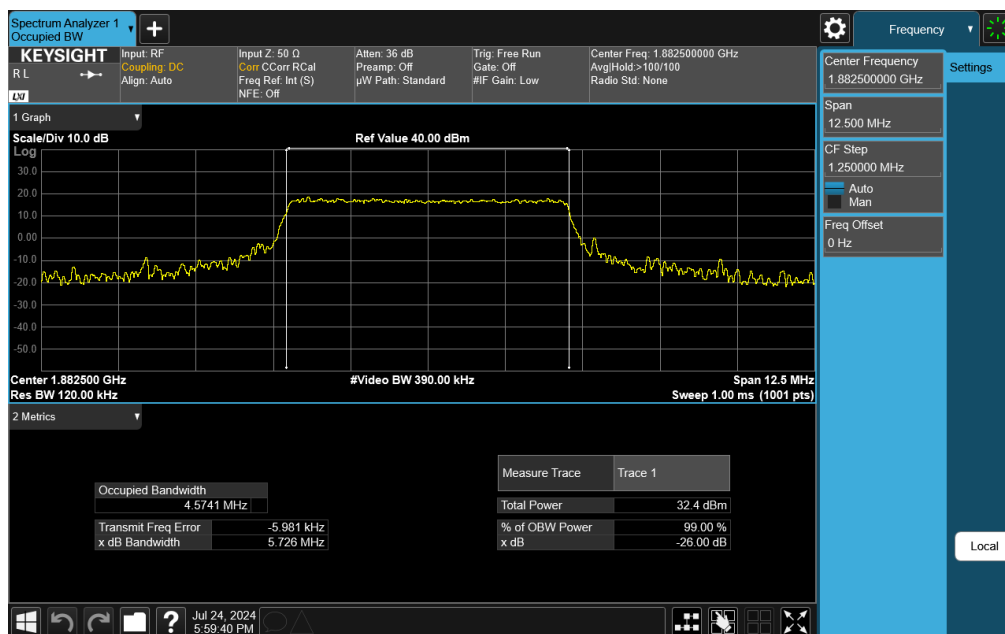 Spectrum Analyzer 1
Occupied BW
+
Frequency
KEYSIGHT
R L
LXI
Input: RF
Coupling: DC
Align: Auto
Input Z: 50 Ω
Corr CCorr RCal
Freq Ref: Int (S)
NFE: Off
Atten: 36 dB
Preamp: Off
µW Path: Standard
Trig: Free Run
Gate: Off
#IF Gain: Low
Center Freq: 1.882500000 GHz
Avg|Hold:>100/100
Radio Std: None
Center Frequency
1.882500000 GHz
Settings
Span
12.500 MHz
CF Step
1.250000 MHz
Auto
Man
Freq Offset
0 Hz
Local
1 Graph
Scale/Div 10.0 dB
Ref Value 40.00 dBm
Log
30.0
20.0
10.0
0.00
-10.0
-20.0
-30.0
-40.0
-50.0
Center 1.882500 GHz
#Video BW 390.00 kHz
Span 12.5 MHz
Res BW 120.00 kHz
Sweep 1.00 ms (1001 pts)
2 Metrics
Measure Trace
Trace 1
Occupied Bandwidth
4.5741 MHz
Total Power
32.4 dBm
Transmit Freq Error
-5.981 kHz
% of OBW Power
99.00 %
x dB Bandwidth
5.726 MHz
x dB
-26.00 dB
?
Jul 24, 2024
5:59:40 PM